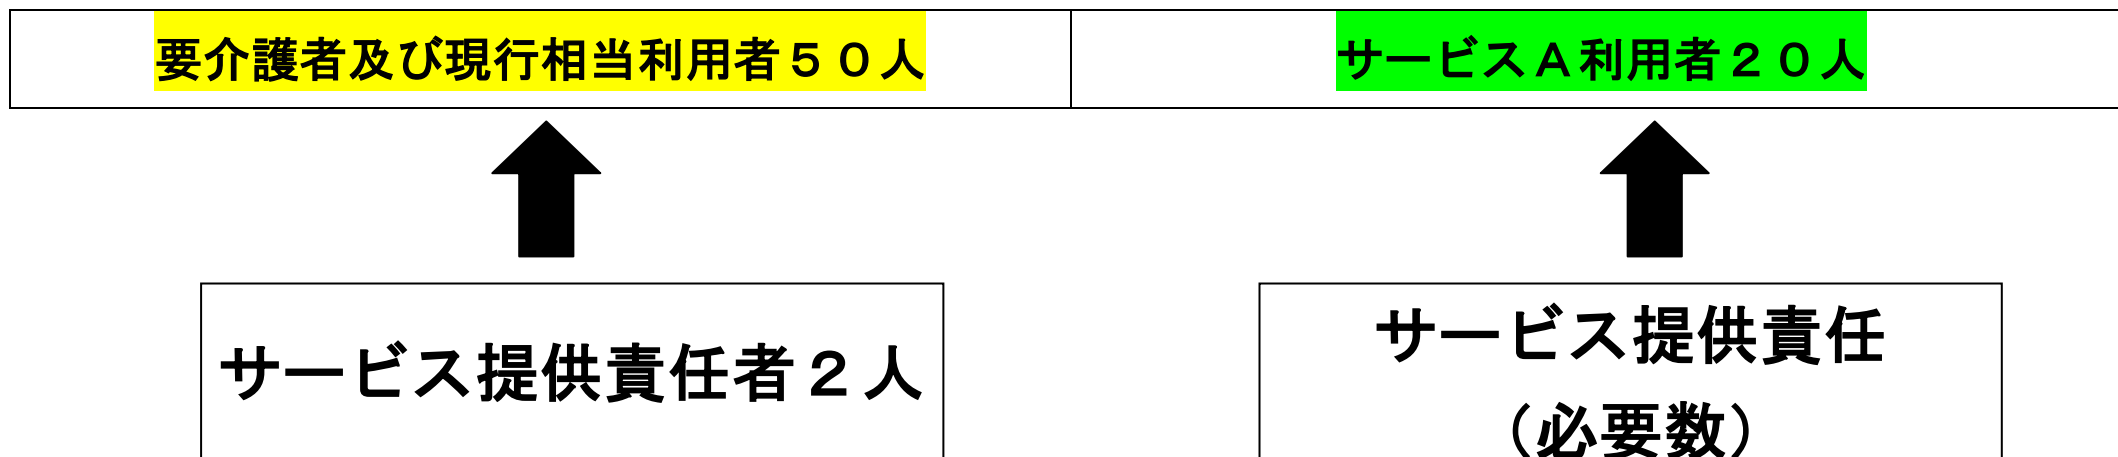 要介護者及び現行相当利用者５０人
サービスＡ利用者２０人
サービス提供責任者２人
サービス提供責任
（必要数）